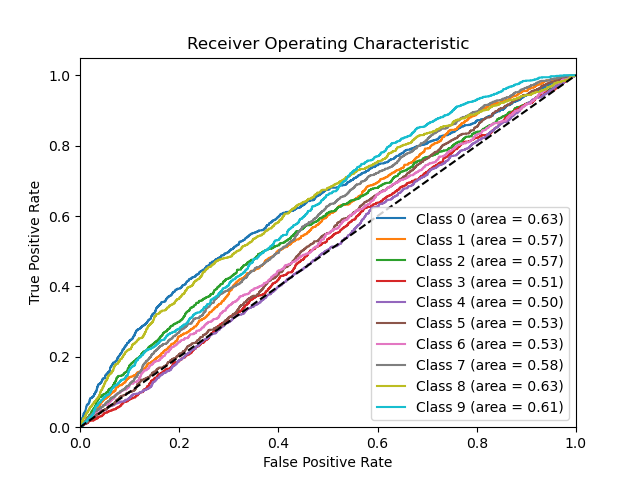 Receiver Operating Characteristic
True Positive Rate
1.0
0.8
0.6
0.4
0.2
0.0
Class 0 (area = 0.63)
Class 1 (area = 0.57)
Class 2 (area = 0.57)
Class 3 (area = 0.51)
Class 4 (area = 0.50)
Class 5 (area = 0.53)
Class 6 (area = 0.53)
Class 7 (area = 0.58)
Class 8 (area = 0.63)
Class 9 (area = 0.61)
0.0 0.2 0.4 0.6 0.8 1.0
False Positive Rate